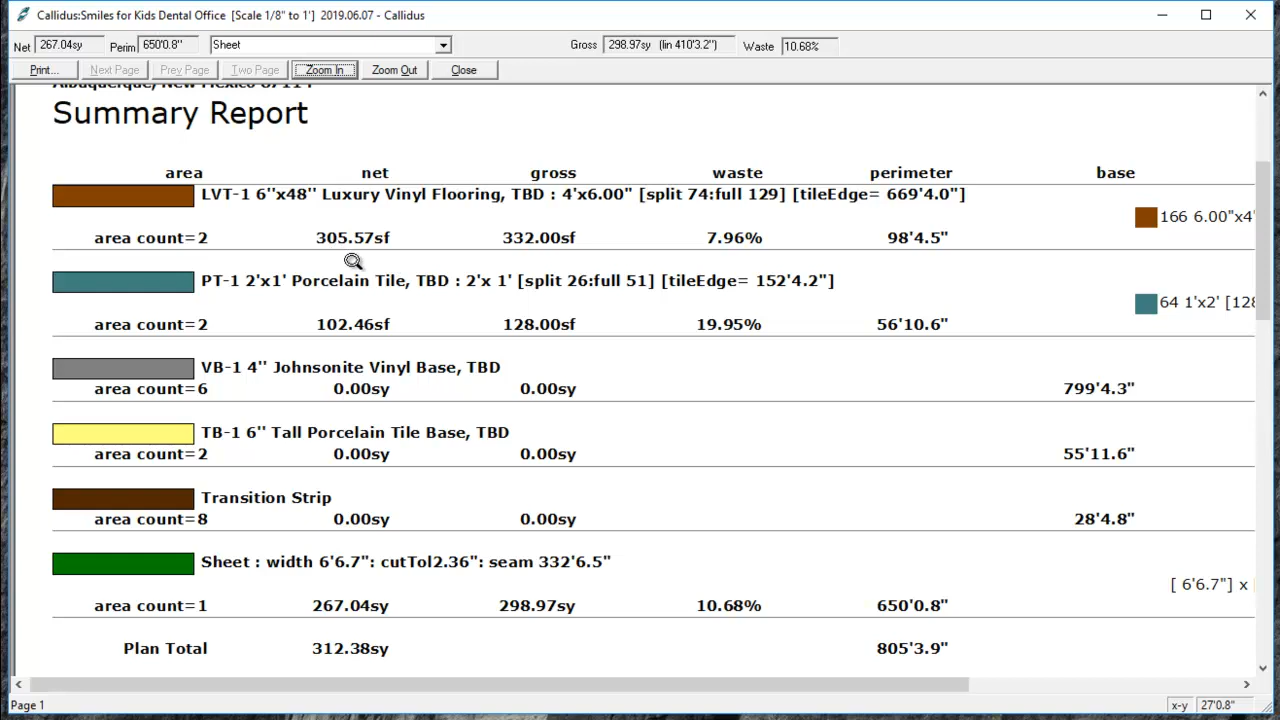 Callidus:Smiles for Kids Dental Office [Scale 1/8" to 1'] 2019.06.07 - Callidus
Net 267.04sy Perim 650'0.8" Sheet Gross 298.97sy (lin 410'3.2") Waste 10.68%
Print... Next Page Prev Page Two Page Zoom In Zoom Out Close
Summary Report
area net gross waste perimeter base
LVT-1 6''x48'' Luxury Vinyl Flooring, TBD : 4'x6.00" [split 74:full 129] [tileEdge= 669'4.0"]
166 6.00"x4'
area count=2 305.57sf 332.00sf 7.96% 98'4.5"
PT-1 2'x1' Porcelain Tile, TBD : 2'x 1' [split 26:full 51] [tileEdge= 152'4.2"]
64 1'x2' [128
area count=2 102.46sf 128.00sf 19.95% 56'10.6"
VB-1 4'' Johnsonite Vinyl Base, TBD
area count=6 0.00sy 0.00sy 799'4.3"
TB-1 6'' Tall Porcelain Tile Base, TBD
area count=2 0.00sy 0.00sy 55'11.6"
Transition Strip
area count=8 0.00sy 0.00sy 28'4.8"
Sheet : width 6'6.7": cutTol2.36": seam 332'6.5"
[ 6'6.7"] x
area count=1 267.04sy 298.97sy 10.68% 650'0.8"
Plan Total 312.38sy 805'3.9"
Page 1 x-y 27'0.8"